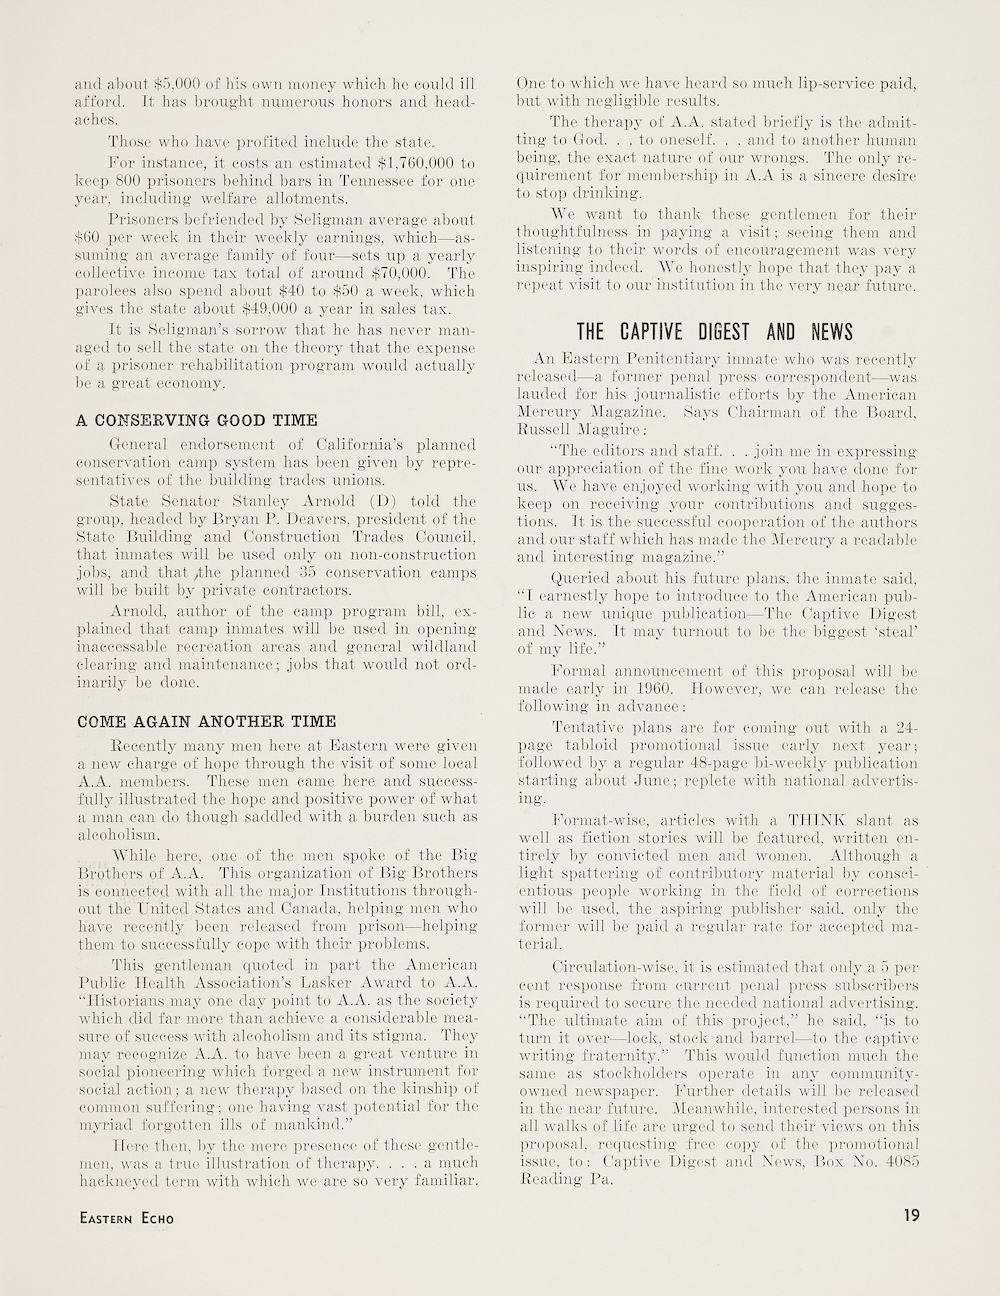 and about $5,000 of his own money which he could ill
afford. It has brought numerous honors and head-
aches.
Those who have profited include the state.
For instance, it costs an estimated $1,760,000 to
keep 800 prisoners behind bars in Tennessee for one
year, including welfare allotments.
Prisoners befriended by Seligman average about
$60 per week in their weekly earnings, which—as-
suming an average family of four—sets up a yearly
collective income tax total of around $70,000. The
parolees also spend about $40 to $50 a week, which
gives the state about $49,000 a year in sales tax.
It is Seligman's sorrow that he has never man-
aged to sell the state on the theory that the expense
of a prisoner rehabilitation program would actually
be a great economy.
A CONSERVING GOOD TIME
General endorsement of California's planned
conservation camp system has been given by repre-
sentatives of the building trades unions.
State Senator Stanley Arnold (D) told the
group, headed by Bryan P. Deavers, president of the
State Building and Construction Trades Council,
that inmates will be used only on non-construction
jobs, and that ,the planned 35 conservation camps
will be built by private contractors.
Arnold, author of the camp program bill, ex-
plained that camp inmates will be used in opening
inaccessable recreation areas and general wildland
clearing and maintenance; jobs that would not ord-
inarily be done.
COME AGAIN ANOTHER TIME
Recently many men here at Eastern were given
a new charge of hope through the visit of some local
A.A. members. These men came here and success-
fully illustrated the hope and positive power of what
a man can do though saddled with a burden such as
alcoholism.
While here, one of the men spoke of the Big
Brothers of A.A. This organization of Big Brothers
is connected with all the major Institutions through-
out the United States and Canada, helping men who
have recently been released from prison—helping
them to successfully cope with their problems.
This gentleman quoted in part the American
Public Health Association's Lasker Award to A.A.
"Historians may one day point to A.A. as the society
which did far more than achieve a considerable mea-
sure of success with alcoholism and its stigma. They
may recognize A.A. to have been a great venture in
social pioneering which forged a new instrument for
social action; a new therapy based on the kinship of
common suffering; one having vast potential for the
myriad forgotten ills of mankind."
Here then, by the mere presence of these gentle-
men, was a true illustration of therapy. . . . a much
hackneyed term with which we are so very familiar.
One to which we have heard so much lip-service paid,
but with negligible results.
The therapy of A.A. stated briefly is the admit-
ting to God. . . to oneself. . . and to another human
being, the exact nature of our wrongs. The only re-
quirement for membership in A.A is a sincere desire
to stop drinking.
We want to thank these gentlemen for their
thoughtfulness in paying a visit; seeing them and
listening to their words of encouragement was very
inspiring indeed. We honestly hope that they pay a
repeat visit to our institution in the very near future.
THE CAPTIVE DIGEST AND NEWS
An Eastern Penitentiary inmate who was recently
released—a former penal press correspondent—was
lauded for his journalistic efforts by the American
Mercury Magazine. Says Chairman of the Board,
Russell Maguire:
"The editors and staff. . . join me in expressing
our appreciation of the fine work you have done for
us. We have enjoyed working with you and hope to
keep on receiving your contributions and sugges-
tions. It is the successful cooperation of the authors
and our staff which has made the Mercury a readable
and interesting magazine."
Queried about his future plans, the inmate said,
"I earnestly hope to introduce to the American pub-
lic a new unique publication—The Captive Digest
and News. It may turnout to be the biggest 'steal'
of my life."
Formal announcement of this proposal will be
made early in 1960. However, we can release the
following in advance:
Tentative plans are for coming out with a 24-
page tabloid promotional issue early next year;
followed by a regular 48-page bi-weekly publication
starting about June; replete with national advertis-
ing.
Format-wise, articles with a THINK slant as
well as fiction stories will be featured, written en-
tirely by convicted men and women. Although a
light spattering of contributory material by consci-
entious people working in the field of corrections
will be used, the aspiring publisher said, only the
former will be paid a regular rate for accepted ma-
terial.
Circulation-wise, it is estimated that only a 5 per
cent response from current penal press subscribers
is required to secure the needed national advertising.
"The ultimate aim of this project," he said, "is to
turn it over—lock, stock and barrel—to the captive
writing fraternity." This would function much the
same as stockholders operate in any community-
owned newspaper. Further details will be released
in the near future. Meanwhile, interested persons in
all walks of life are urged to send their views on this
proposal, requesting free copy of the promotional
issue, to: Captive Digest and News, Box No. 4085
Reading Pa.
EASTERN ECHO
19